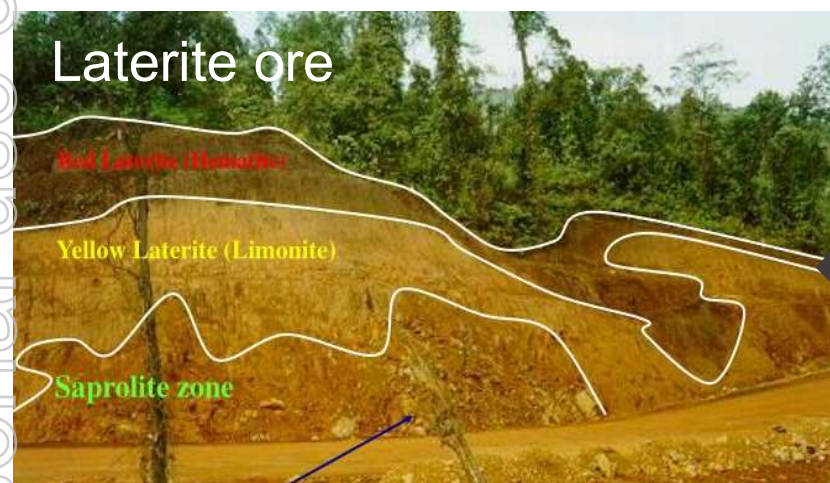 Laterite ore
Red Laterite (Hematite)
Yellow Laterite (Limonite)
Saprolite zone